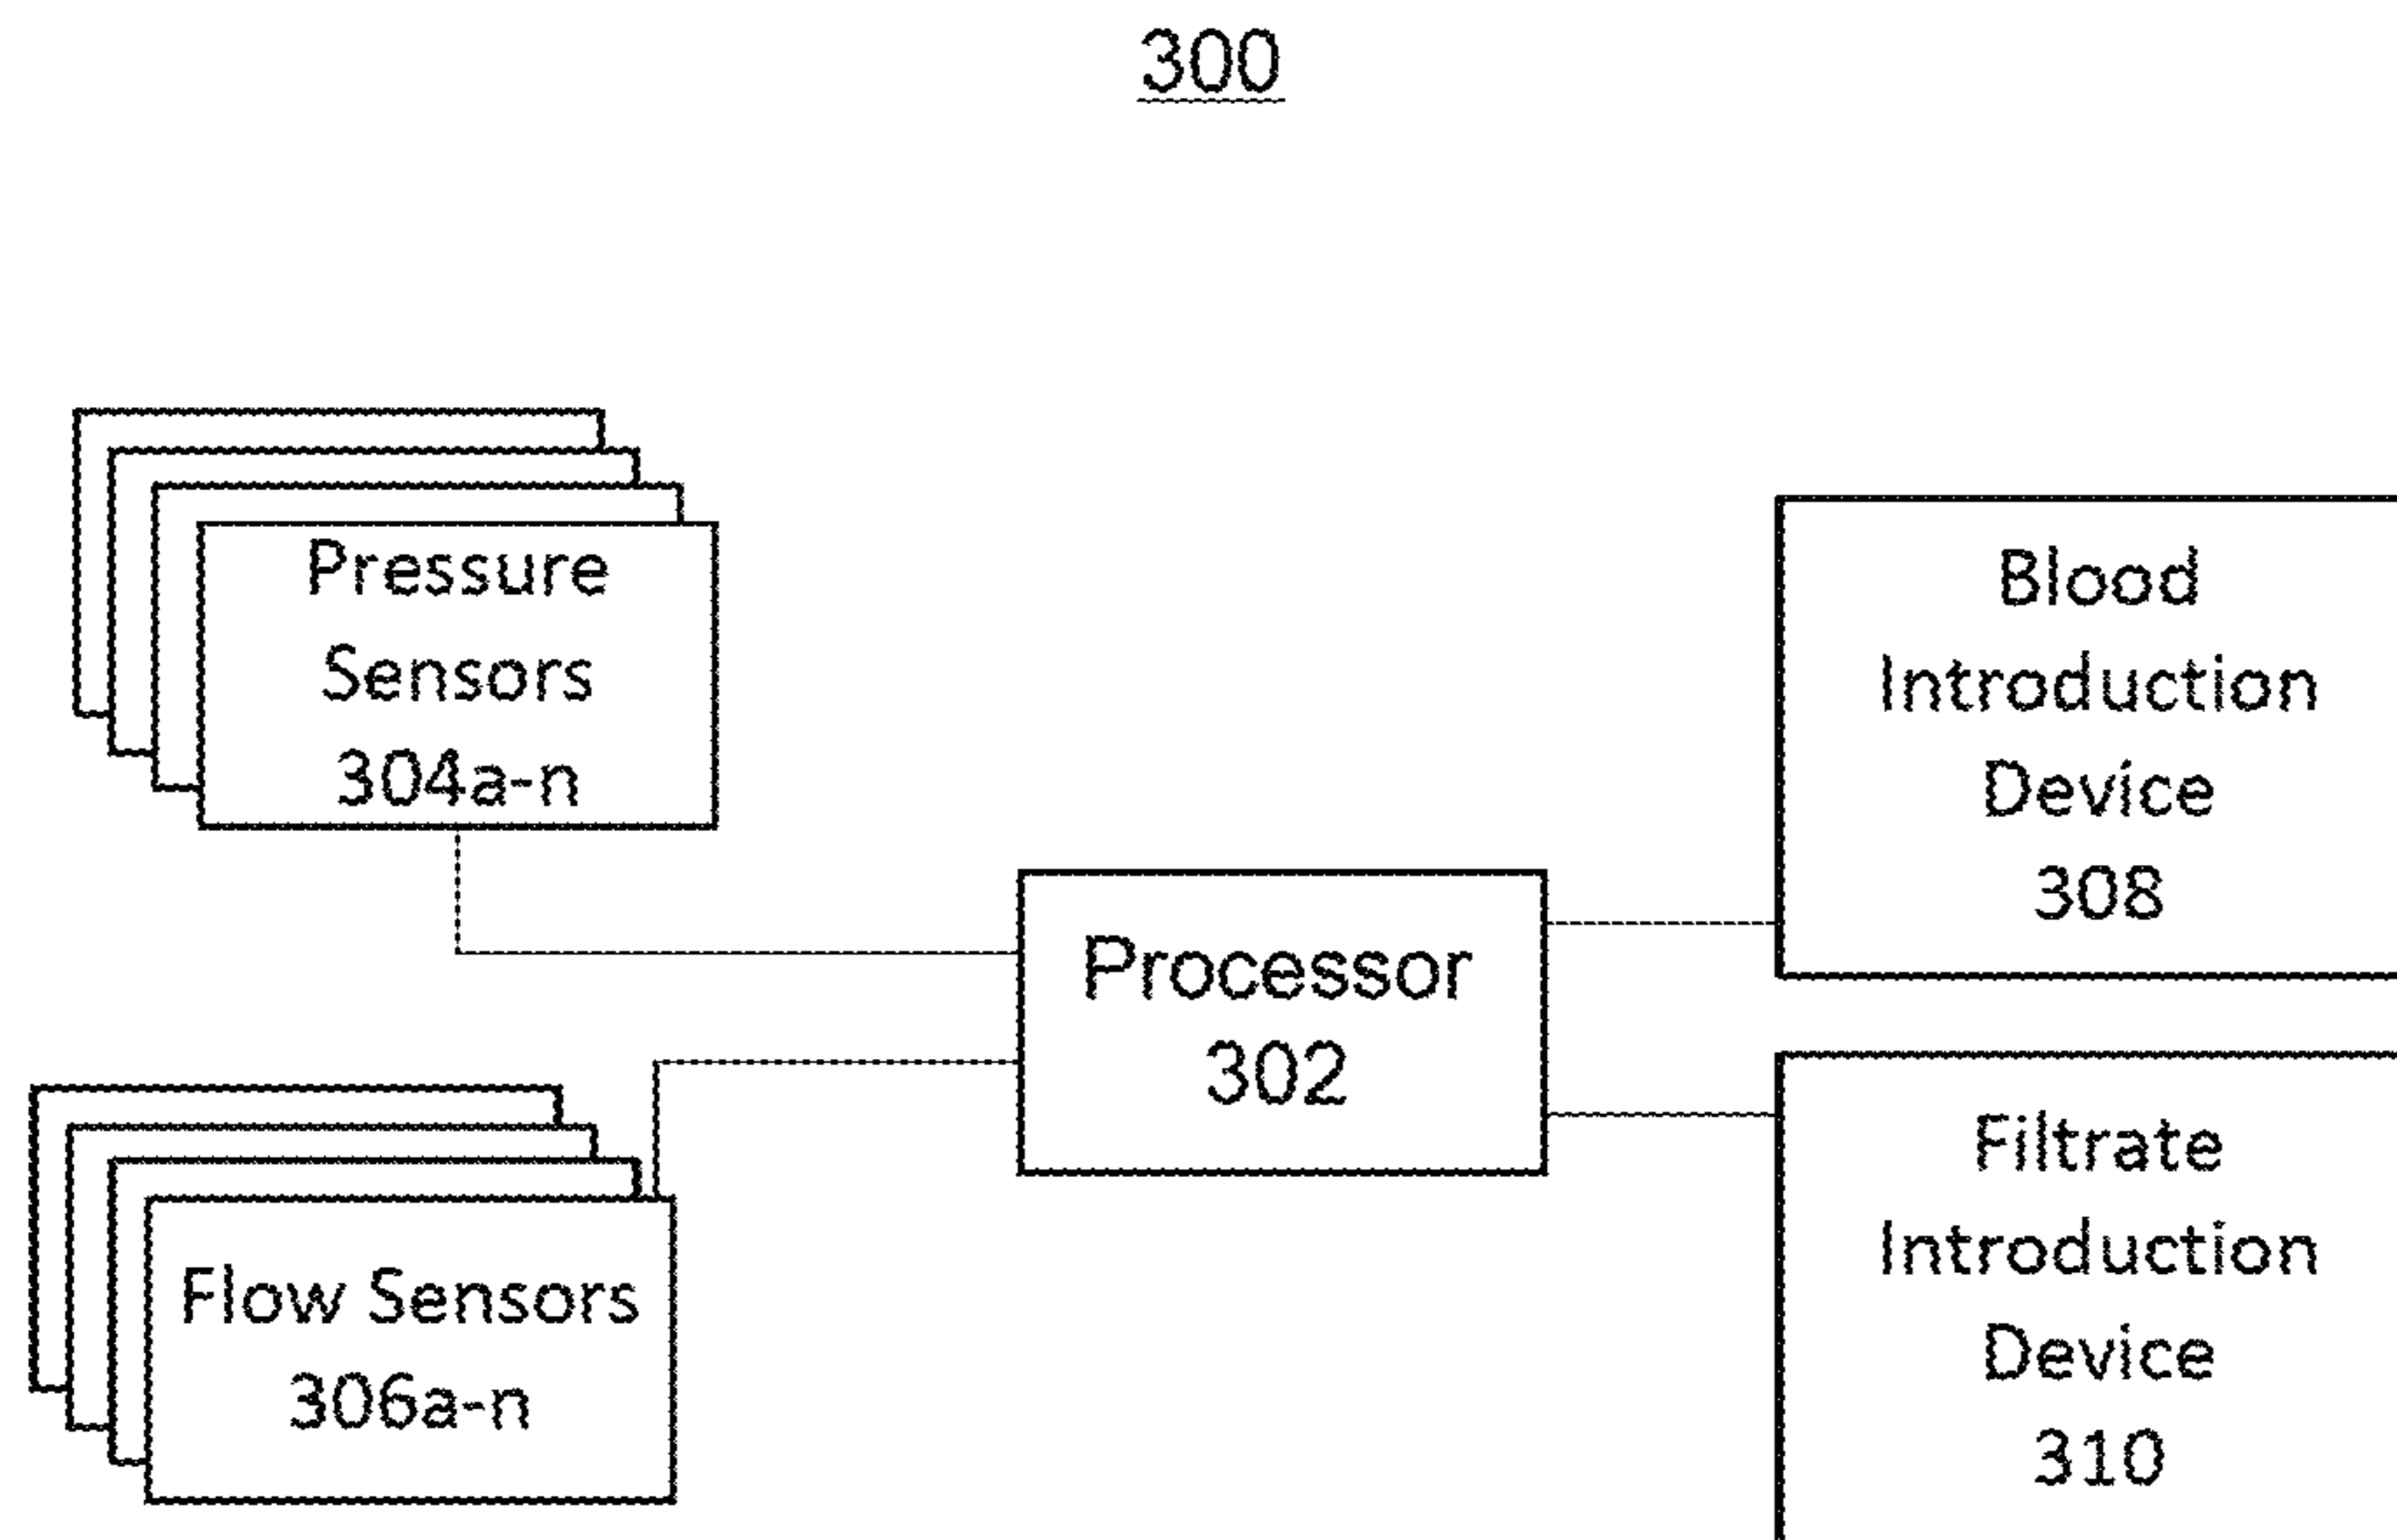 300
Pressure
Sensors
304a-n
Blood
Introduction
Device
308
Processor
302
Flow Sensors
306a-n
Filtrate
Introduction
Device
310